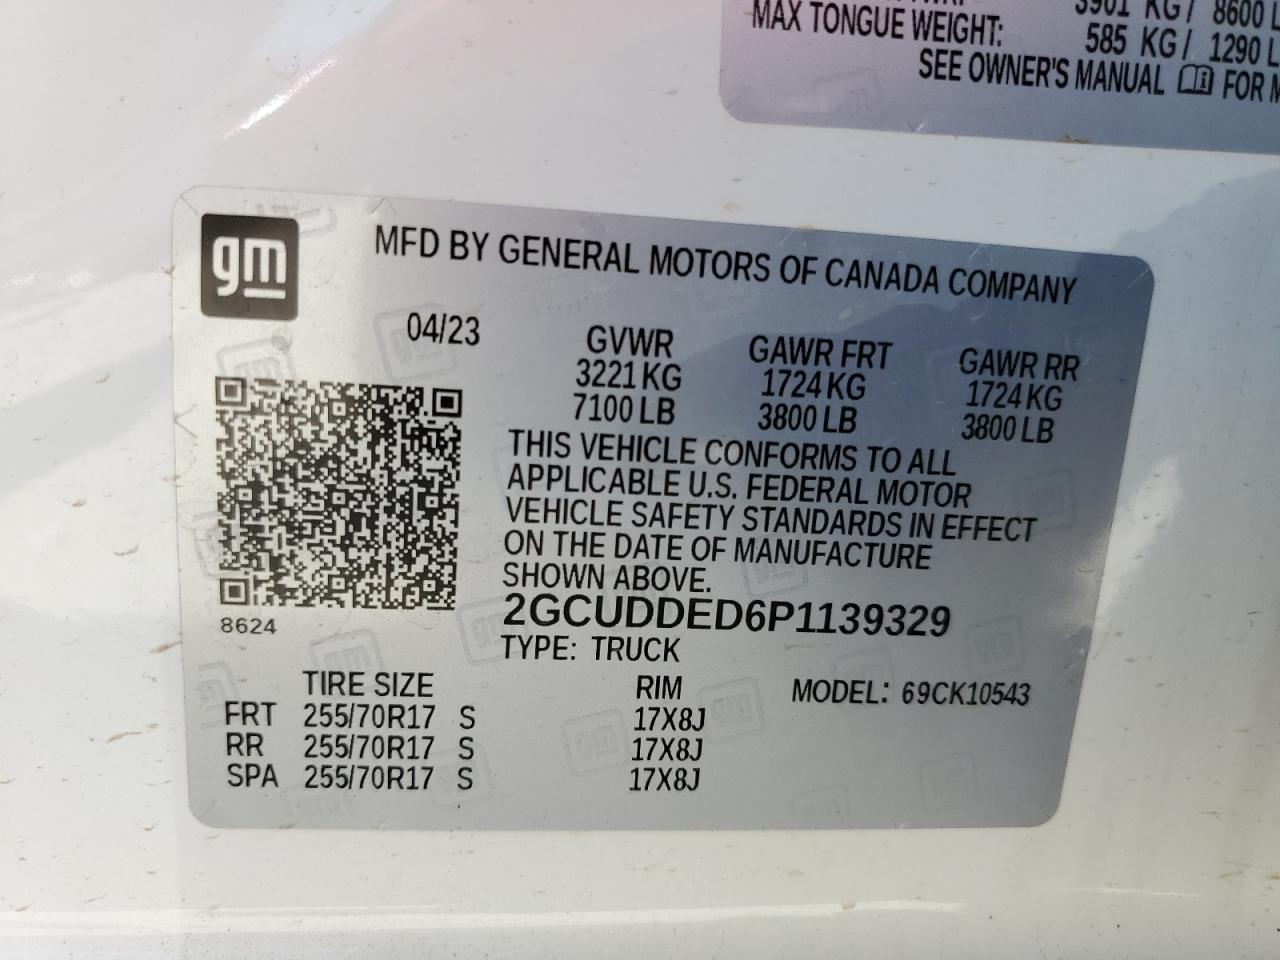 3901 KG / 8600 L
MAX TONGUE WEIGHT: 585 KG / 1290 L
SEE OWNER'S MANUAL FOR M
gm
MFD BY GENERAL MOTORS OF CANADA COMPANY
04/23 GVWR GAWR FRT GAWR RR
3221 KG 1724 KG 1724 KG
7100 LB 3800 LB 3800 LB
THIS VEHICLE CONFORMS TO ALL
APPLICABLE U.S. FEDERAL MOTOR
VEHICLE SAFETY STANDARDS IN EFFECT
ON THE DATE OF MANUFACTURE
SHOWN ABOVE.
2GCUDDED6P1139329
8624
TYPE: TRUCK
TIRE SIZE RIM MODEL: 69CK10543
FRT 255/70R17 S 17X8J
RR 255/70R17 S 17X8J
SPA 255/70R17 S 17X8J